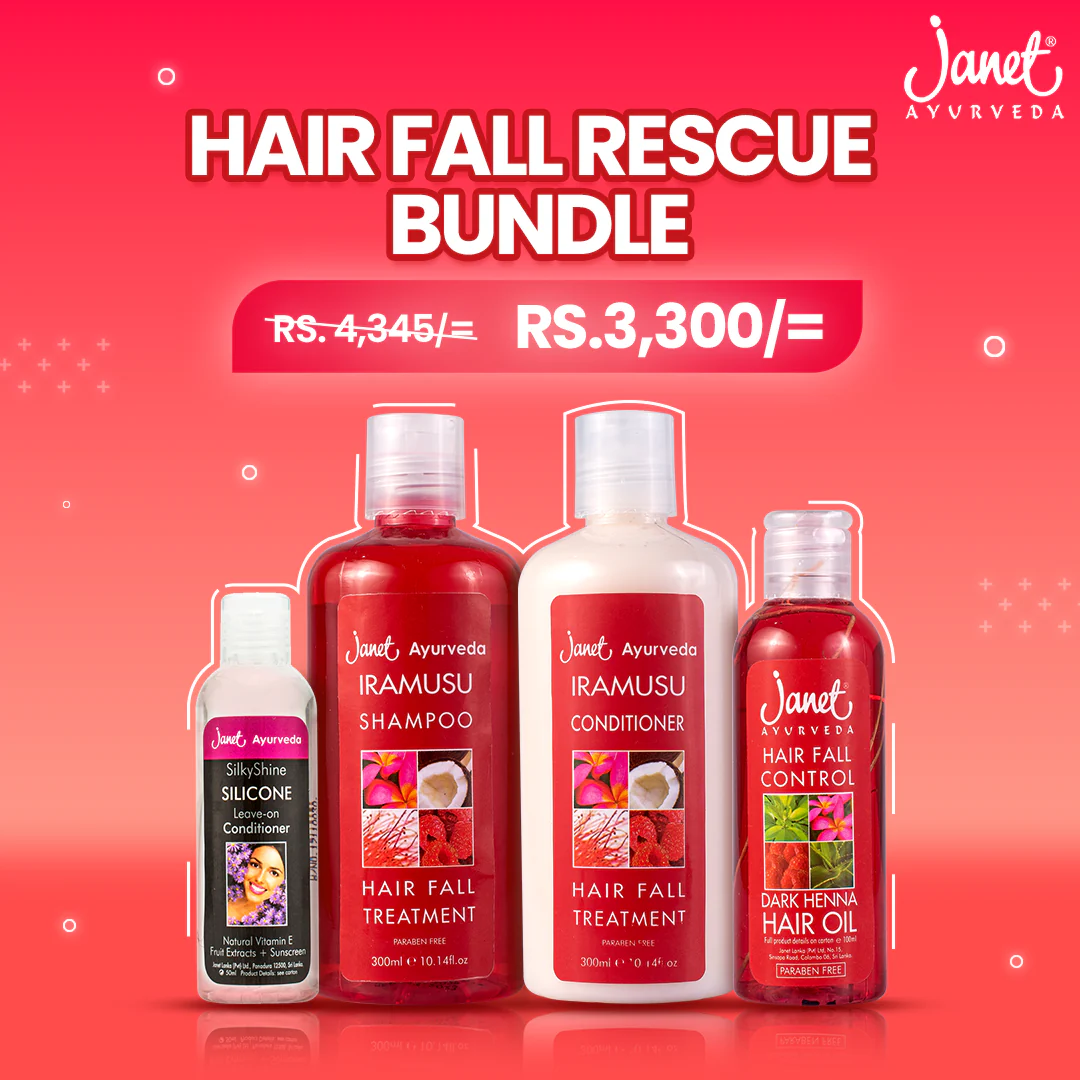 Janet®
AYURVEDA
HAIR FALL RESCUE
BUNDLE
RS. 4,345/= RS.3,300/=
Janet Ayurveda
SilkyShine
SILICONE
Leave-on
Conditioner
Natural Vitamin E
Fruit Extracts + Sunscreen
Janet Lanka (Pvt) Ltd., Panadura 12500, Sri Lanka.
50ml Product Details: see carton
Janet Ayurveda
IRAMUSU
SHAMPOO
HAIR FALL
TREATMENT
PARABEN FREE
300ml e 10.14fl.oz
Janet Ayurveda
IRAMUSU
CONDITIONER
HAIR FALL
TREATMENT
PARABEN FREE
300ml e 10.14fl.oz
Janet®
AYURVEDA
HAIR FALL
CONTROL
DARK HENNA
HAIR OIL
Full product details on carton e 100ml
Janet Lanka (Pvt) Ltd, No.15,
Sinsapa Road, Colombo 06, Sri Lanka.
PARABEN FREE